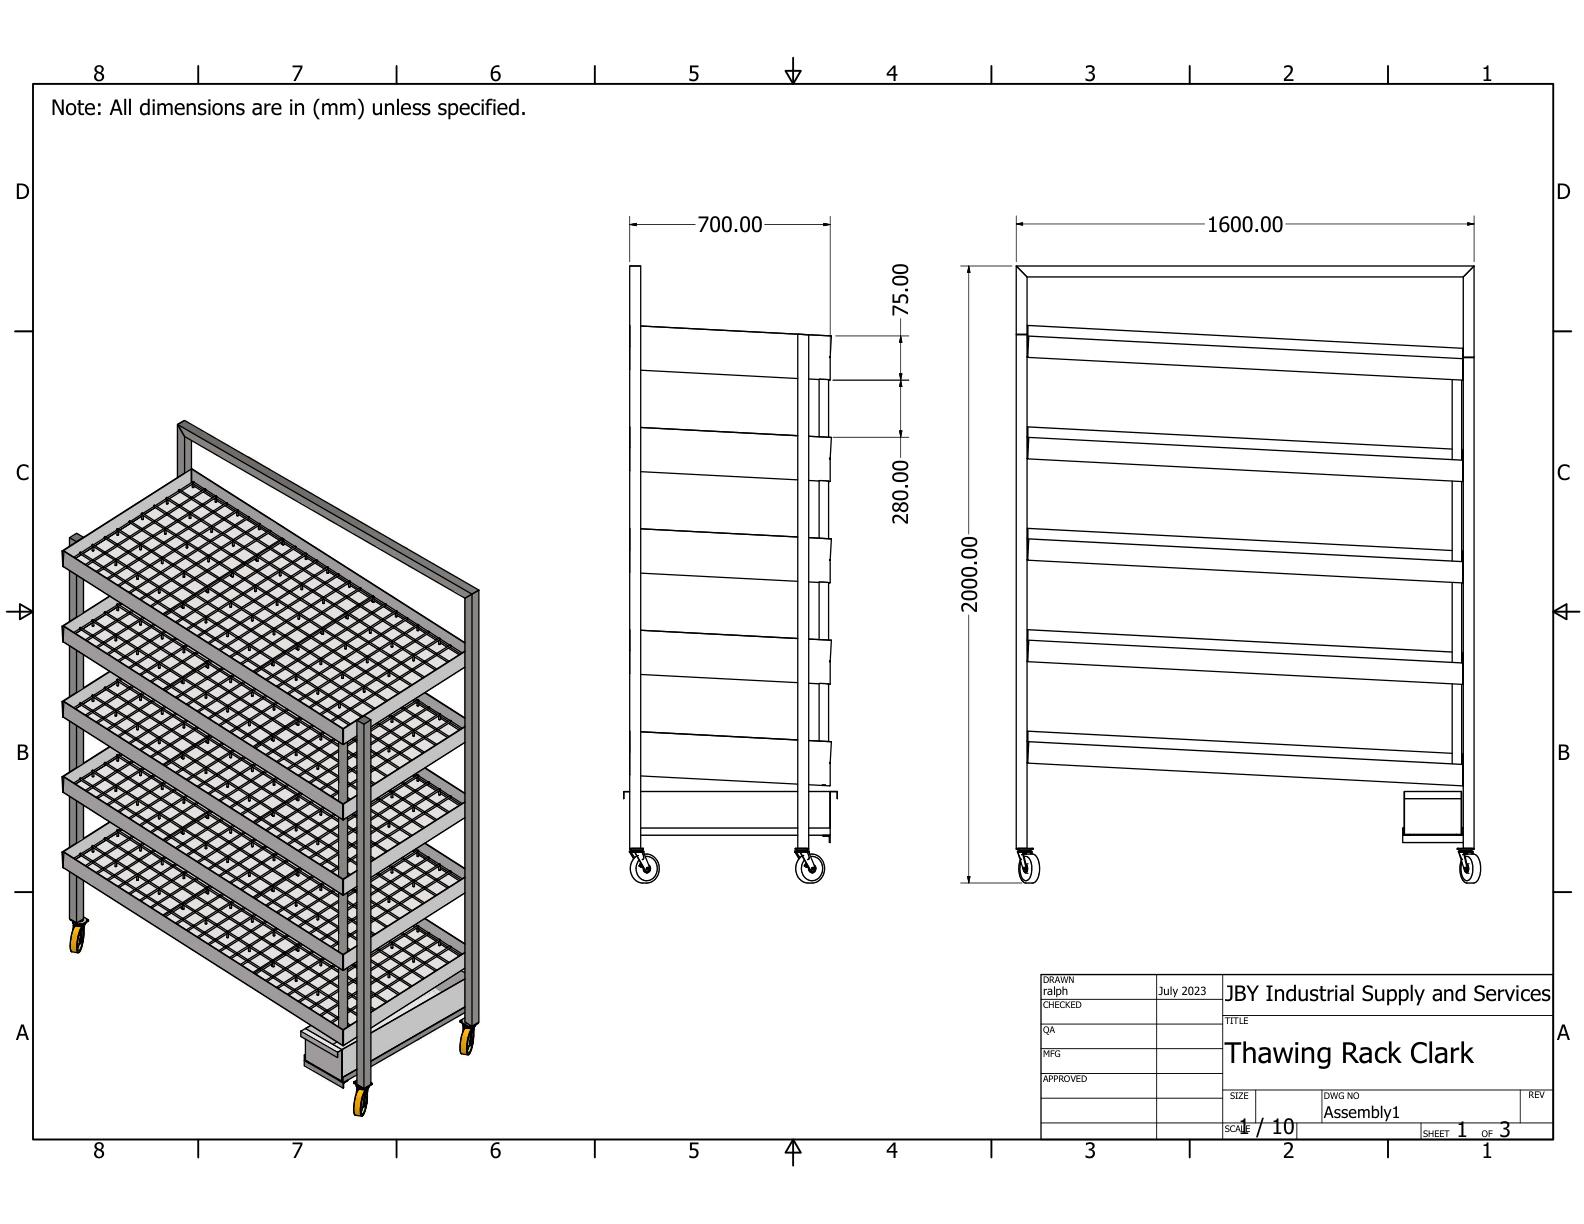 8 7 6 5 4 3 2 1
Note: All dimensions are in (mm) unless specified.
D D
700.00
1600.00
75.00
C C
280.00
2000.00
B B
A A
DRAWN
ralph
July 2023
JBY Industrial Supply and Services
CHECKED
TITLE
QA
Thawing Rack Clark
MFG
APPROVED
SIZE
DWG NO
REV
Assembly1
SCALE
1 / 10
SHEET 1 OF 3
8 7 6 5 4 3 2 1